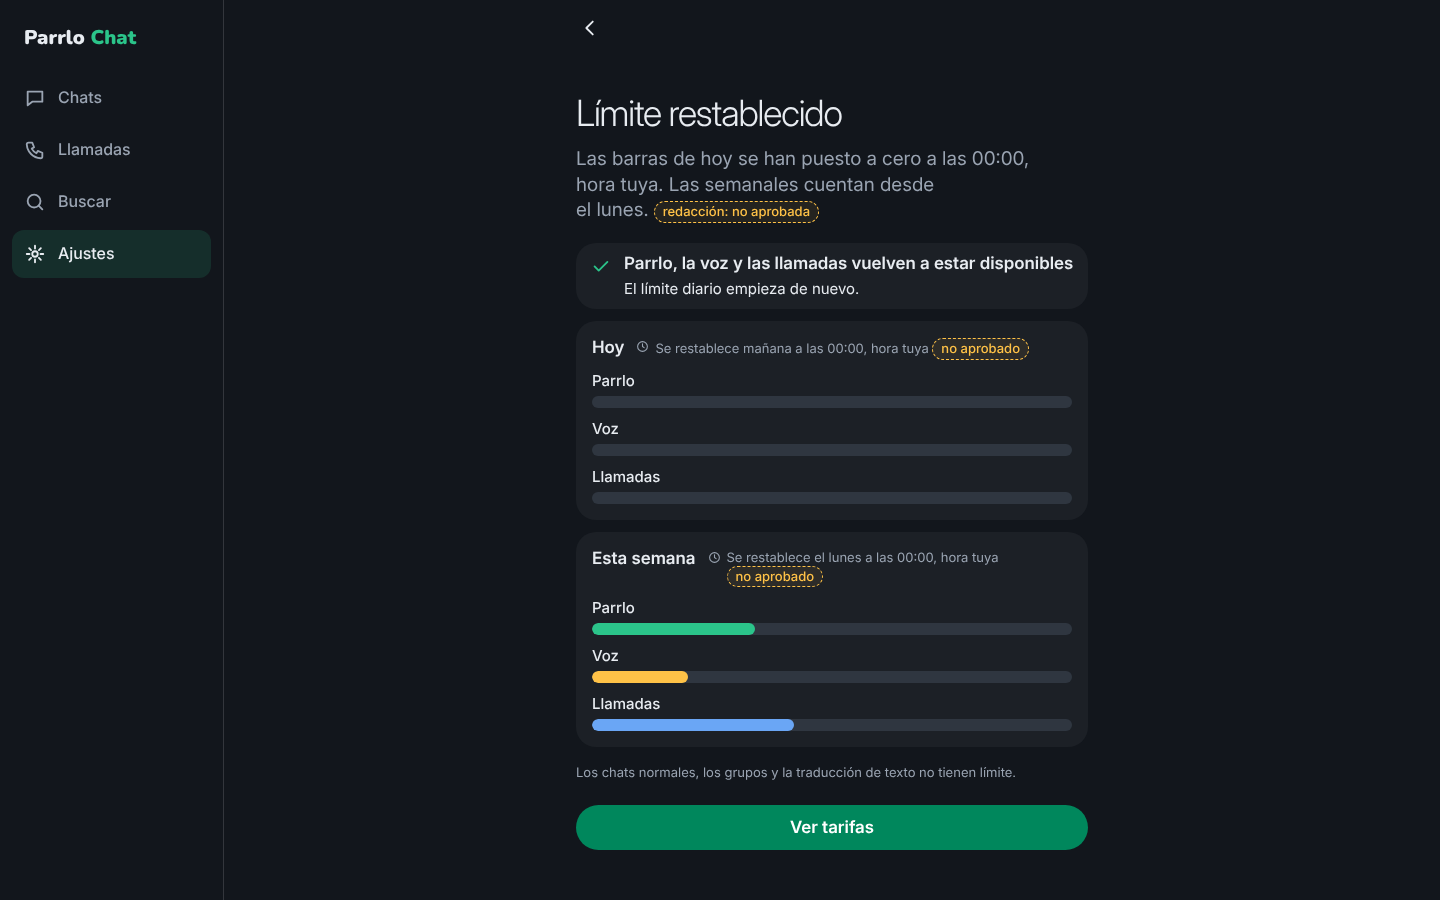 Parrlo Chat
Chats
Llamadas
Buscar
Ajustes
Límite restablecido
Las barras de hoy se han puesto a cero a las 00:00,
hora tuya. Las semanales cuentan desde
el lunes. redacción: no aprobada
Parrlo, la voz y las llamadas vuelven a estar disponibles
El límite diario empieza de nuevo.
Hoy Se restablece mañana a las 00:00, hora tuya no aprobado
Parrlo
Voz
Llamadas
Esta semana Se restablece el lunes a las 00:00, hora tuya
no aprobado
Parrlo
Voz
Llamadas
Los chats normales, los grupos y la traducción de texto no tienen límite.
Ver tarifas